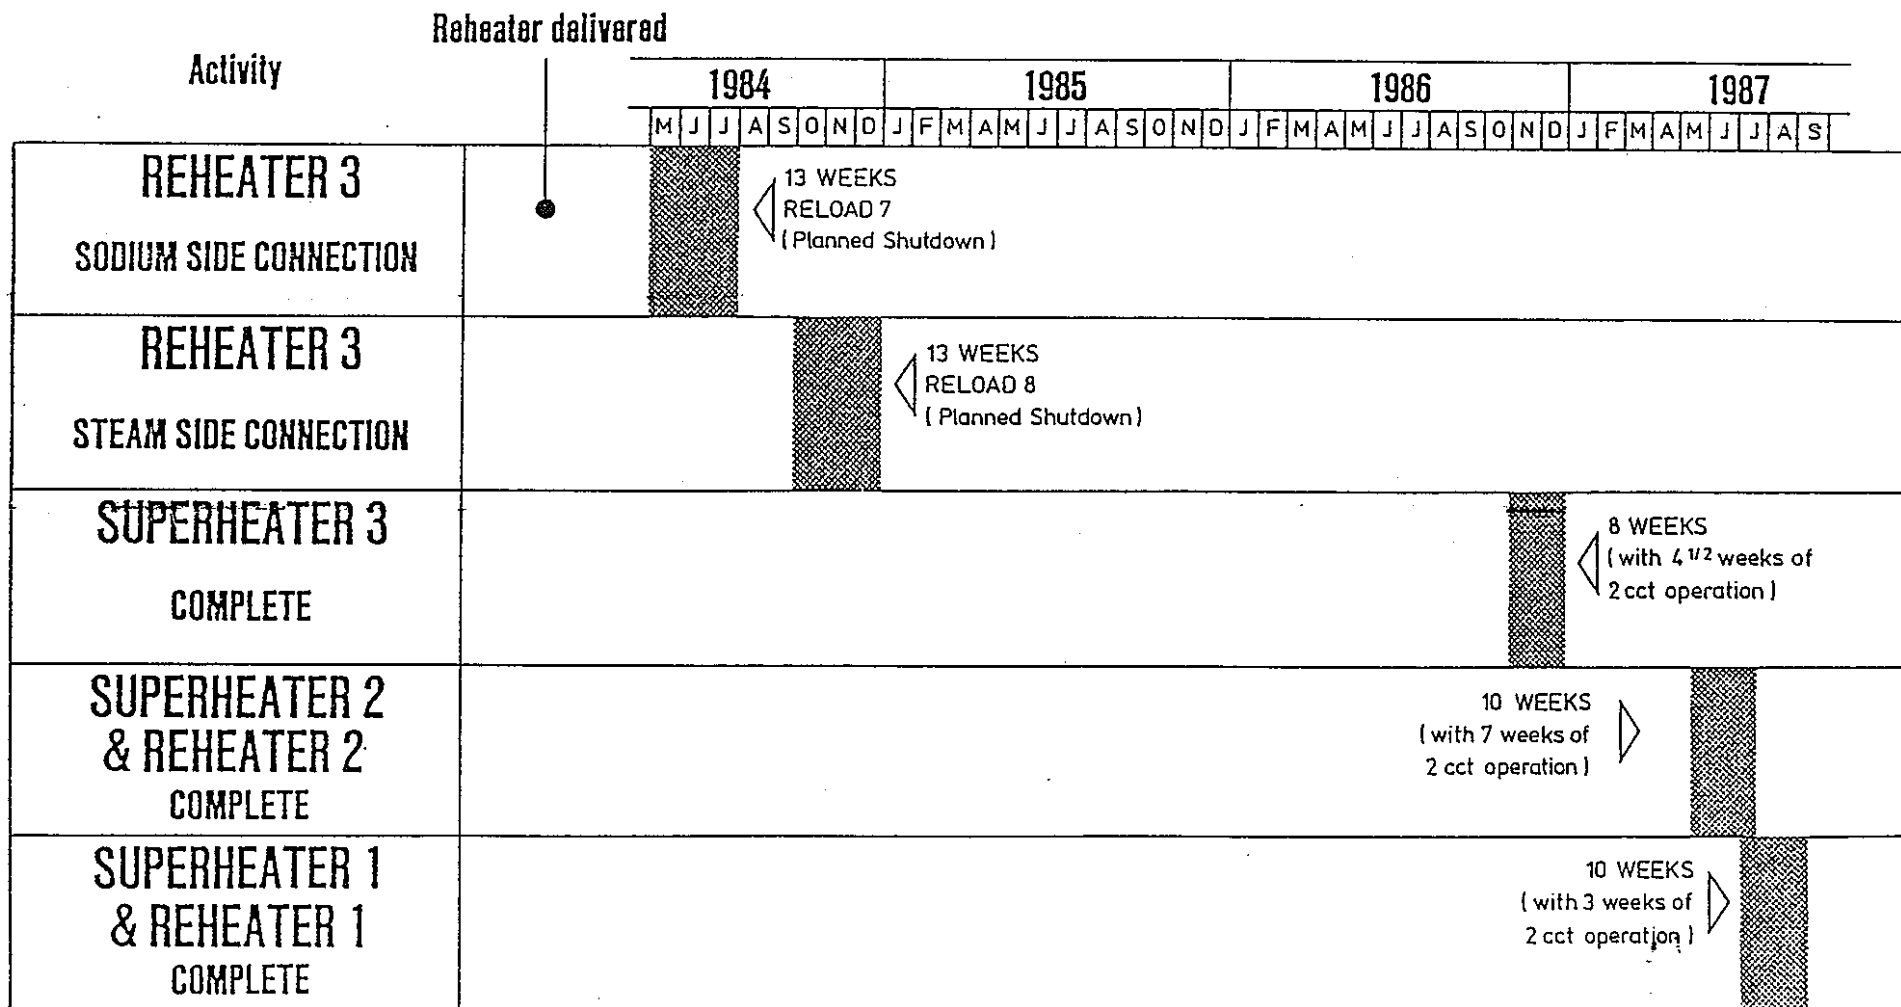 Reheater delivered
Activity
1984 1985 1986 1987
M J J A S O N D J F M A M J J A S O N D J F M A M J J A S O N D J F M A M J J A S
REHEATER 3
SODIUM SIDE CONNECTION
13 WEEKS
RELOAD 7
(Planned Shutdown)
REHEATER 3
STEAM SIDE CONNECTION
13 WEEKS
RELOAD 8
(Planned Shutdown)
SUPERHEATER 3
COMPLETE
8 WEEKS
(with 4 1/2 weeks of
2 cct operation)
SUPERHEATER 2
& REHEATER 2
COMPLETE
10 WEEKS
(with 7 weeks of
2 cct operation)
SUPERHEATER 1
& REHEATER 1
COMPLETE
10 WEEKS
(with 3 weeks of
2 cct operation)